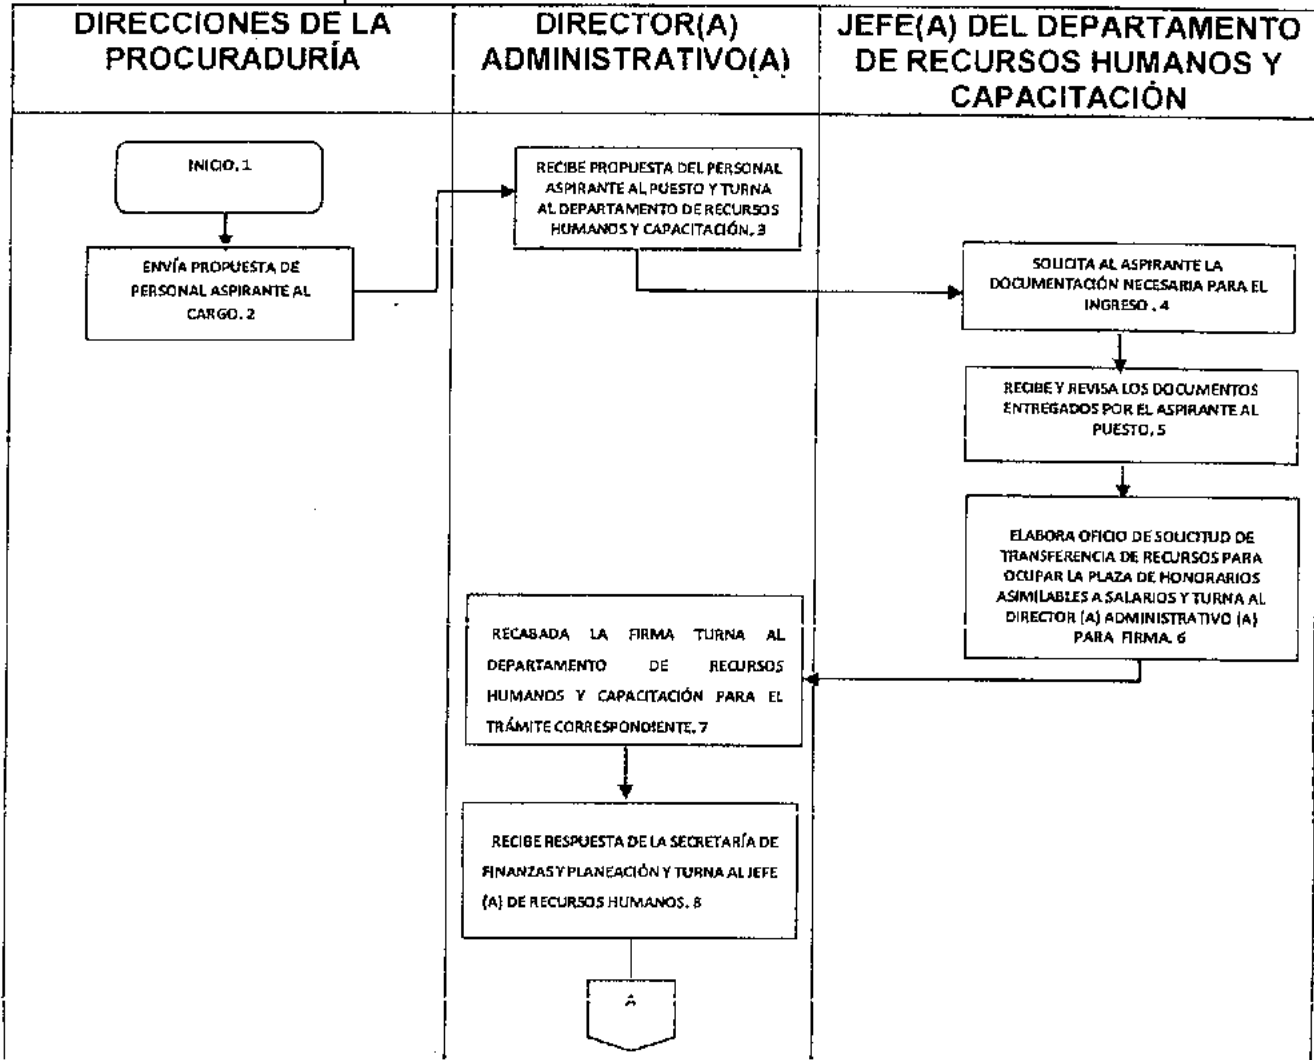 DIRECCIONES DE LA
PROCURADURÍA
DIRECTOR(A)
ADMINISTRATIVO(A)
JEFE(A) DEL DEPARTAMENTO
DE RECURSOS HUMANOS Y
CAPACITACIÓN
INICIO. 1
ENVÍA PROPUESTA DE
PERSONAL ASPIRANTE AL
CARGO. 2
RECIBE PROPUESTA DEL PERSONAL
ASPIRANTE AL PUESTO Y TURNA
AL DEPARTAMENTO DE RECURSOS
HUMANOS Y CAPACITACIÓN. 3
SOLICITA AL ASPIRANTE LA
DOCUMENTACIÓN NECESARIA PARA EL
INGRESO . 4
RECIBE Y REVISA LOS DOCUMENTOS
ENTREGADOS POR EL ASPIRANTE AL
PUESTO. 5
ELABORA OFICIO DE SOLICITUD DE
TRANSFERENCIA DE RECURSOS PARA
OCUPAR LA PLAZA DE HONORARIOS
ASIMILABLES A SALARIOS Y TURNA AL
DIRECTOR (A) ADMINISTRATIVO (A)
PARA FIRMA. 6
RECABADA LA FIRMA TURNA AL
DEPARTAMENTO DE RECURSOS
HUMANOS Y CAPACITACIÓN PARA EL
TRÁMITE CORRESPONDIENTE. 7
RECIBE RESPUESTA DE LA SECRETARÍA DE
FINANZAS Y PLANEACIÓN Y TURNA AL JEFE
(A) DE RECURSOS HUMANOS. 8
A